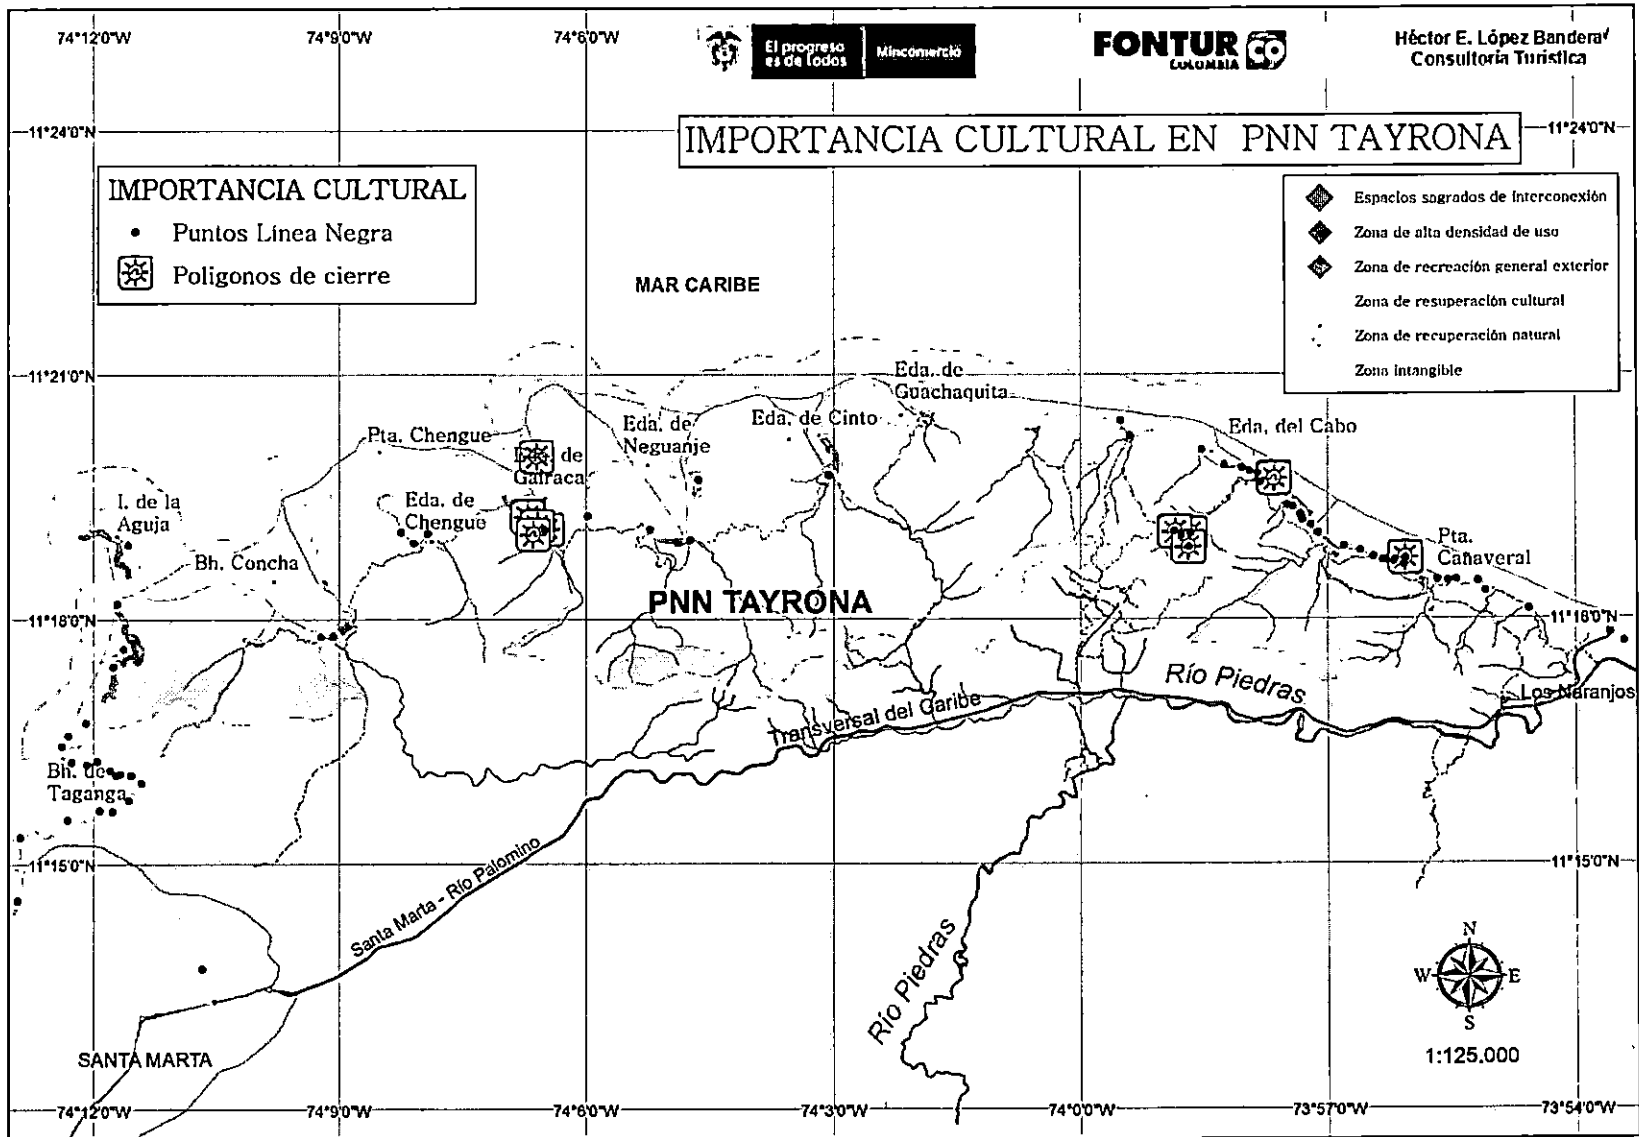 74°12'0"W
74°9'0"W
74°6'0"W
El progreso
es de todos
Mincomercio
FONTUR
COLOMBIA
CO
Héctor E. López Bandera
Consultoría Turística
11°24'0"N
IMPORTANCIA CULTURAL EN PNN TAYRONA
11°24'0"N
IMPORTANCIA CULTURAL
Puntos Línea Negra
Poligonos de cierre
Espacios sagrados de interconexión
Zona de alta densidad de uso
Zona de recreación general exterior
Zona de resuperación cultural
Zona de recuperación natural
Zona intangible
MAR CARIBE
11°21'0"N
Eda. de
Guachaquita
Pta. Chengue
Eda. de
Neguanje
Eda. de Cinto
Eda. del Cabo
de
Gairaca
I. de la
Aguja
Eda. de
Chengue
Bh. Concha
Pta.
Cañaveral
PNN TAYRONA
11°18'0"N
11°18'0"N
Río Piedras
Los Naranjos
Transversal del Caribe
Bh. de
Taganga
11°15'0"N
11°15'0"N
Santa Marta - Río Palomino
Río Piedras
N
W
E
S
1:125.000
SANTA MARTA
74°12'0"W
74°9'0"W
74°6'0"W
74°3'0"W
74°0'0"W
73°57'0"W
73°54'0"W